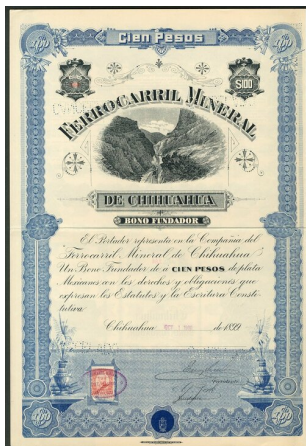 Cien Pesos
$100
FERROCARRIL MINERAL
DE CHIHUAHUA
BONO FUNDADOR
El Portador representa en la Compañía del
Ferrocarril Mineral de Chihuahua
Un Bono Fundador de á CIEN PESOS de plata
Mexicanos con los derechos y obligaciones que
expresan los Estatutos y la Escritura Consti-
tutiva.
Chihuahua de 1899